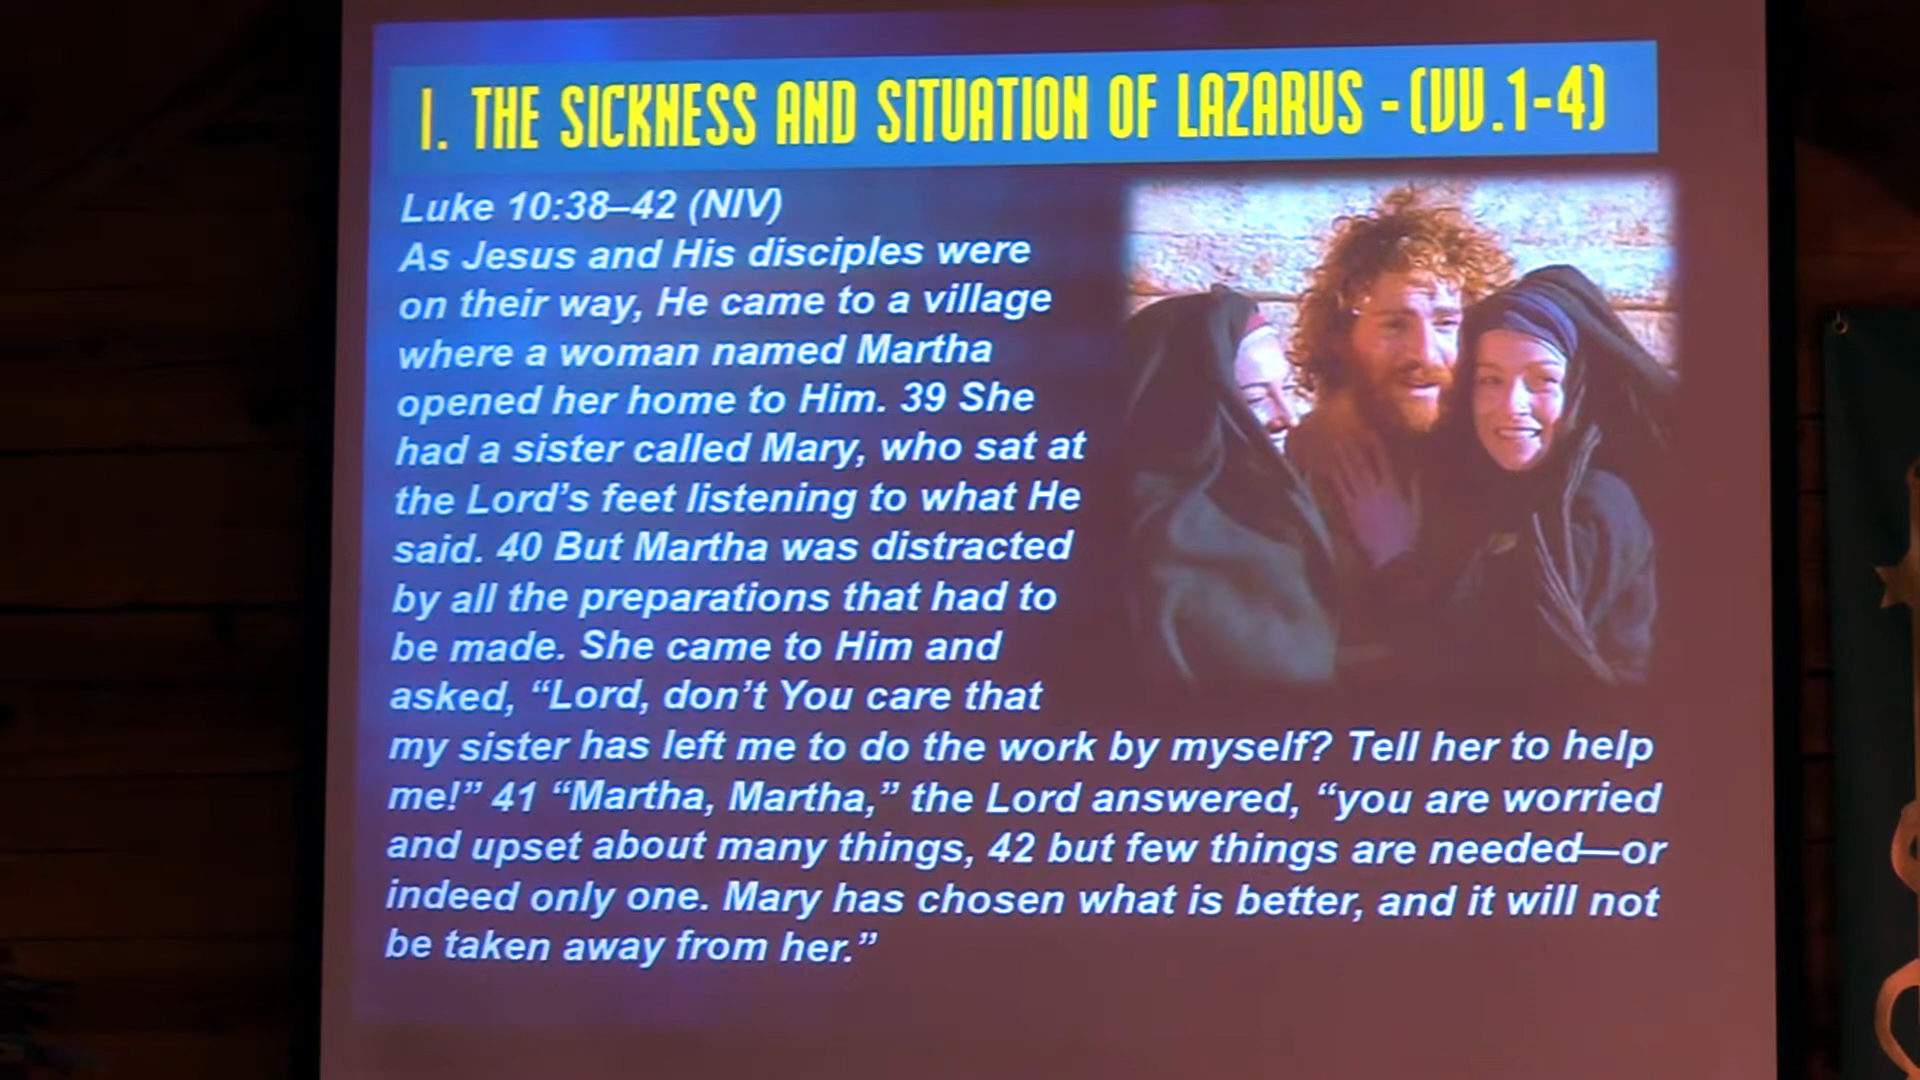 I. THE SICKNESS AND SITUATION OF LAZARUS - (VV.1-4)
Luke 10:38–42 (NIV)
As Jesus and His disciples were
on their way, He came to a village
where a woman named Martha
opened her home to Him. 39 She
had a sister called Mary, who sat at
the Lord’s feet listening to what He
said. 40 But Martha was distracted
by all the preparations that had to
be made. She came to Him and
asked, “Lord, don’t You care that
my sister has left me to do the work by myself? Tell her to help
me!” 41 “Martha, Martha,” the Lord answered, “you are worried
and upset about many things, 42 but few things are needed—or
indeed only one. Mary has chosen what is better, and it will not
be taken away from her.”